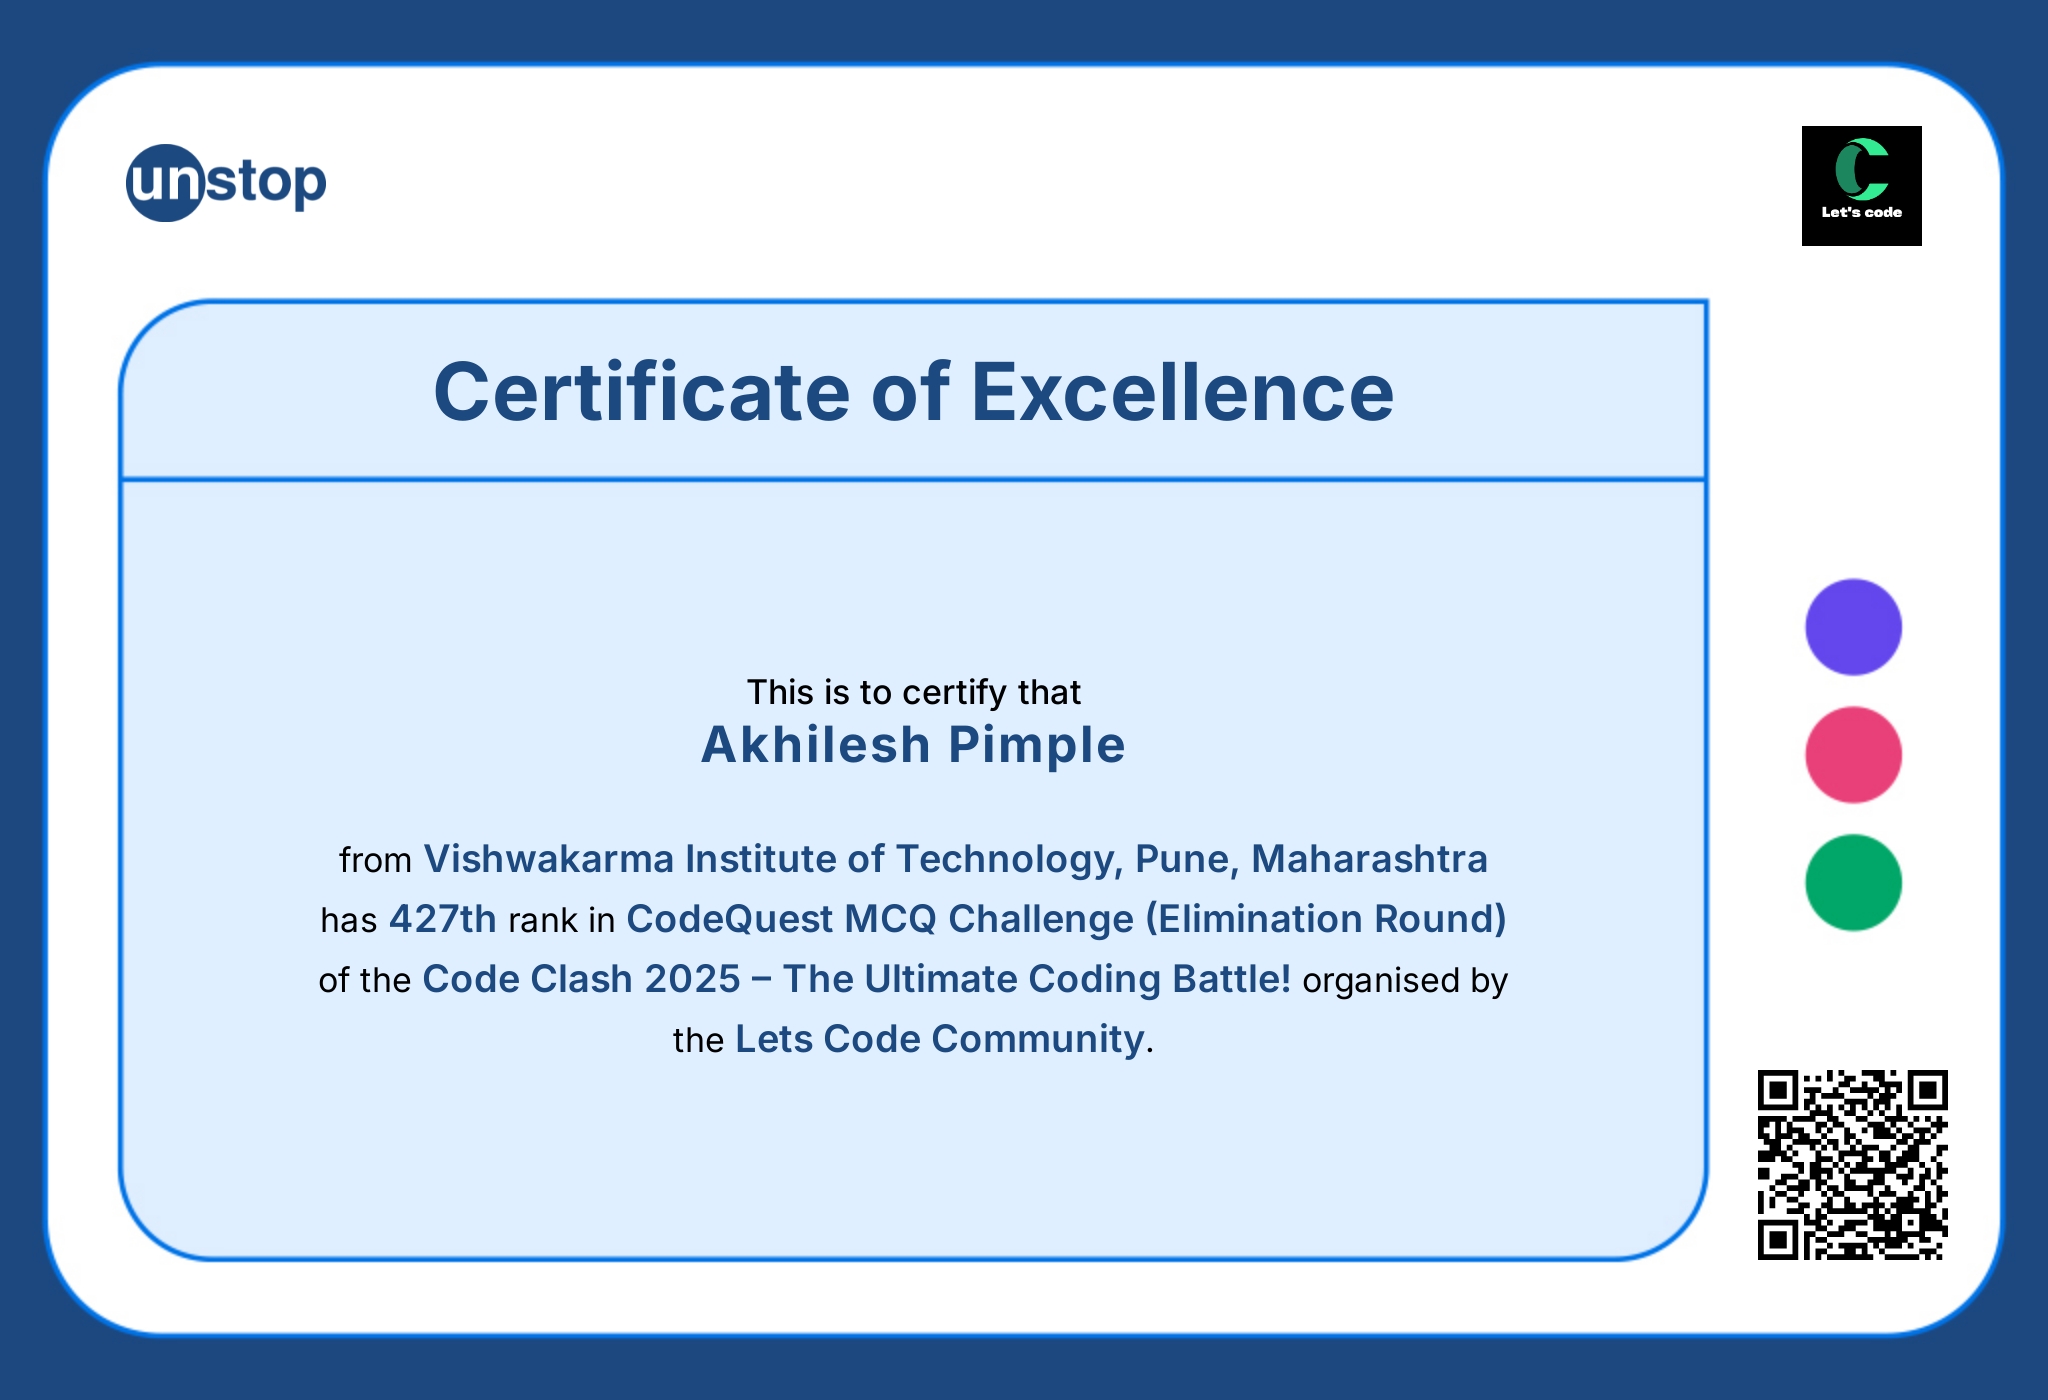 unstop
Let's code
Certificate of Excellence
This is to certify that
Akhilesh Pimple
from Vishwakarma Institute of Technology, Pune, Maharashtra
has 427th rank in CodeQuest MCQ Challenge (Elimination Round)
of the Code Clash 2025 – The Ultimate Coding Battle! organised by
the Lets Code Community.